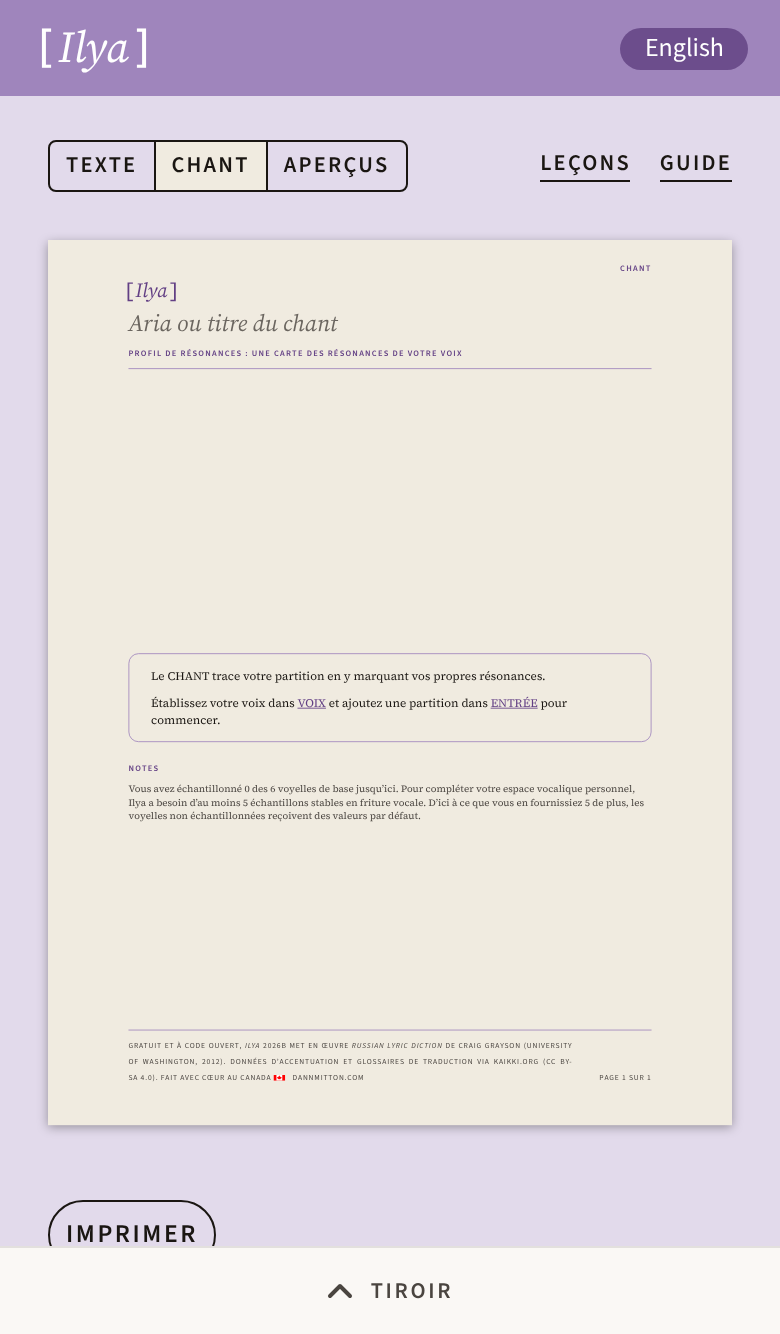 [Ilya]
English
TEXTE
CHANT
APERÇUS
LEÇONS
GUIDE
CHANT
[Ilya]
Aria ou titre du chant
PROFIL DE RÉSONANCES : UNE CARTE DES RÉSONANCES DE VOTRE VOIX
Le CHANT trace votre partition en y marquant vos propres résonances.
Établissez votre voix dans VOIX et ajoutez une partition dans ENTRÉE pour
commencer.
NOTES
Vous avez échantillonné 0 des 6 voyelles de base jusqu’ici. Pour compléter votre espace vocalique personnel,
Ilya a besoin d’au moins 5 échantillons stables en friture vocale. D’ici à ce que vous en fournissiez 5 de plus, les
voyelles non échantillonnées reçoivent des valeurs par défaut.
GRATUIT ET À CODE OUVERT, ILYA 2026B MET EN ŒUVRE RUSSIAN LYRIC DICTION DE CRAIG GRAYSON (UNIVERSITY
OF WASHINGTON, 2012). DONNÉES D’ACCENTUATION ET GLOSSAIRES DE TRADUCTION VIA KAIKKI.ORG (CC BY-
SA 4.0). FAIT AVEC CŒUR AU CANADA 🇨🇦 DANNMITTON.COM
PAGE 1 SUR 1
IMPRIMER
TIROIR